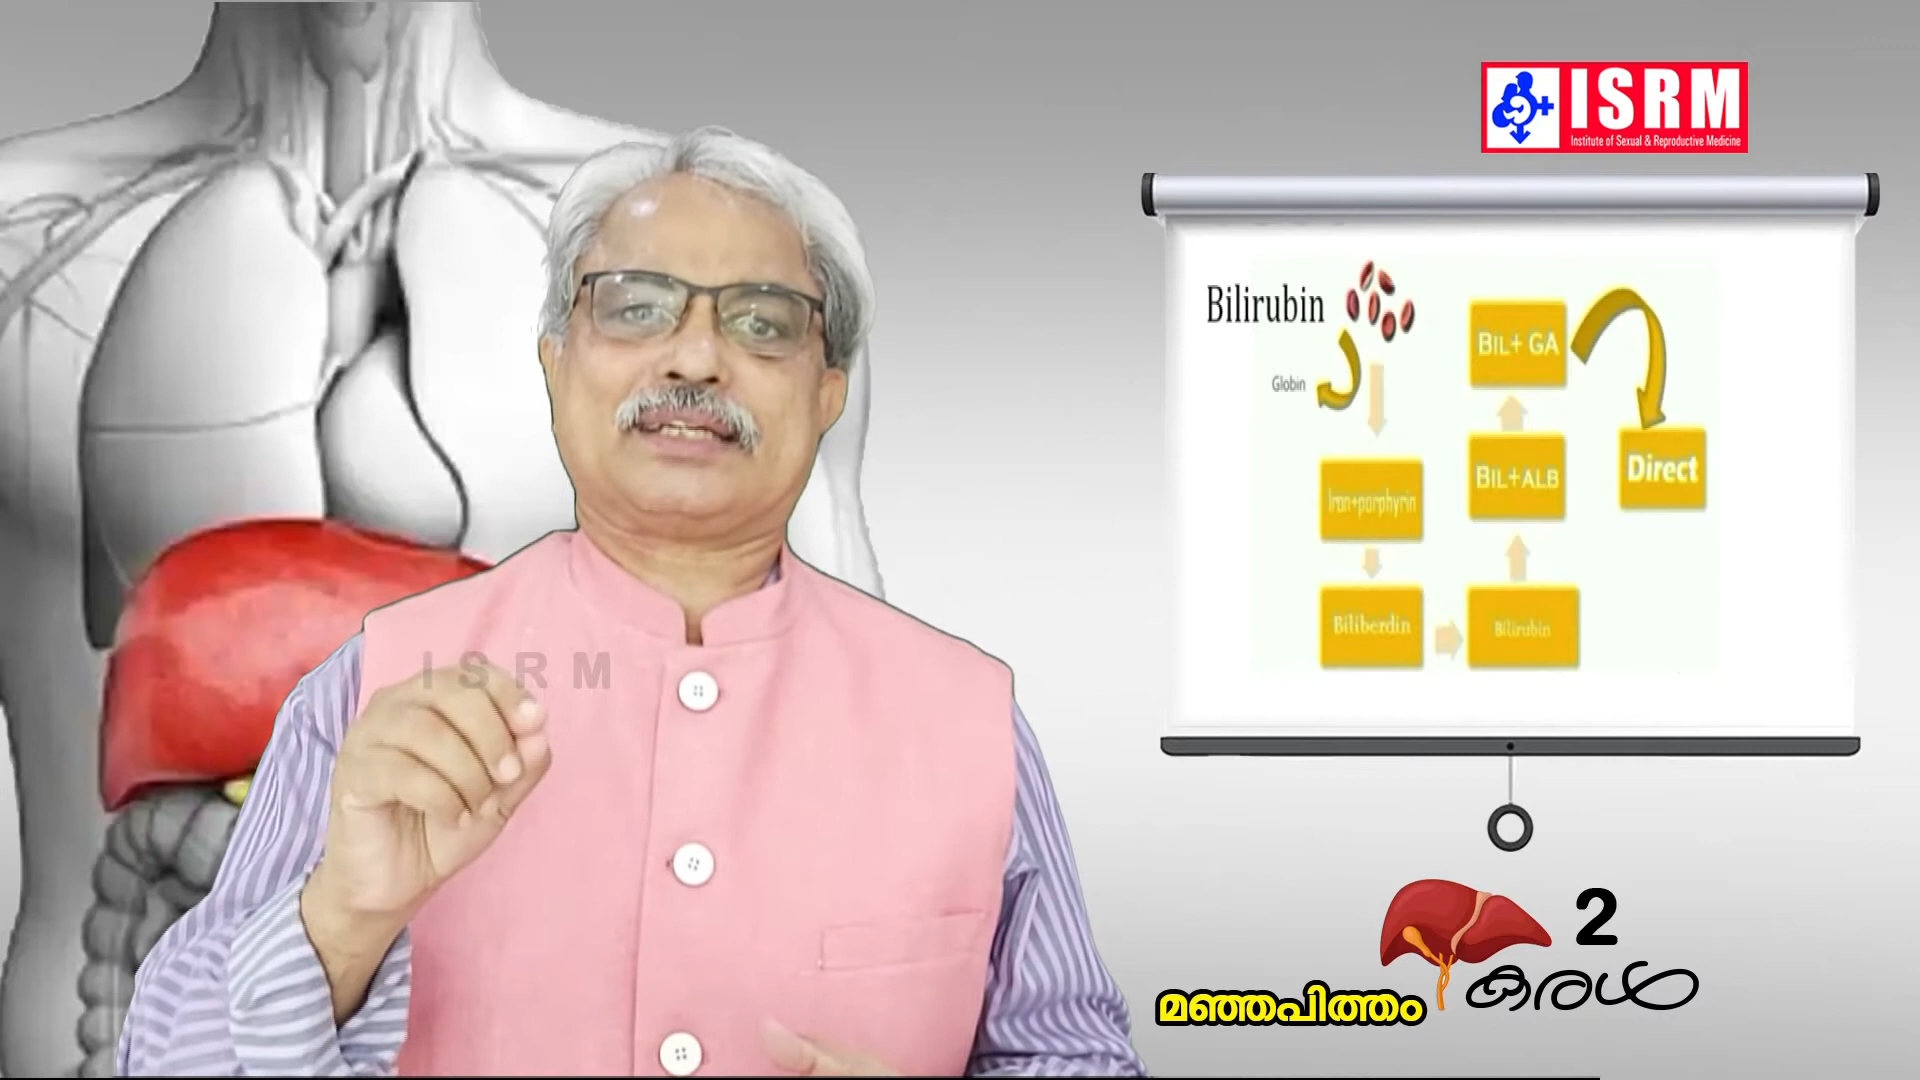 ISRM
Institute of Sexual & Reproductive Medicine
Bilirubin
Globin
BIL+ GA
Direct
BIL+ALB
Iron+porphyrin
Biliberdin
Bilirubin
ISRM
2
കരൾ
മഞ്ഞപിത്തം